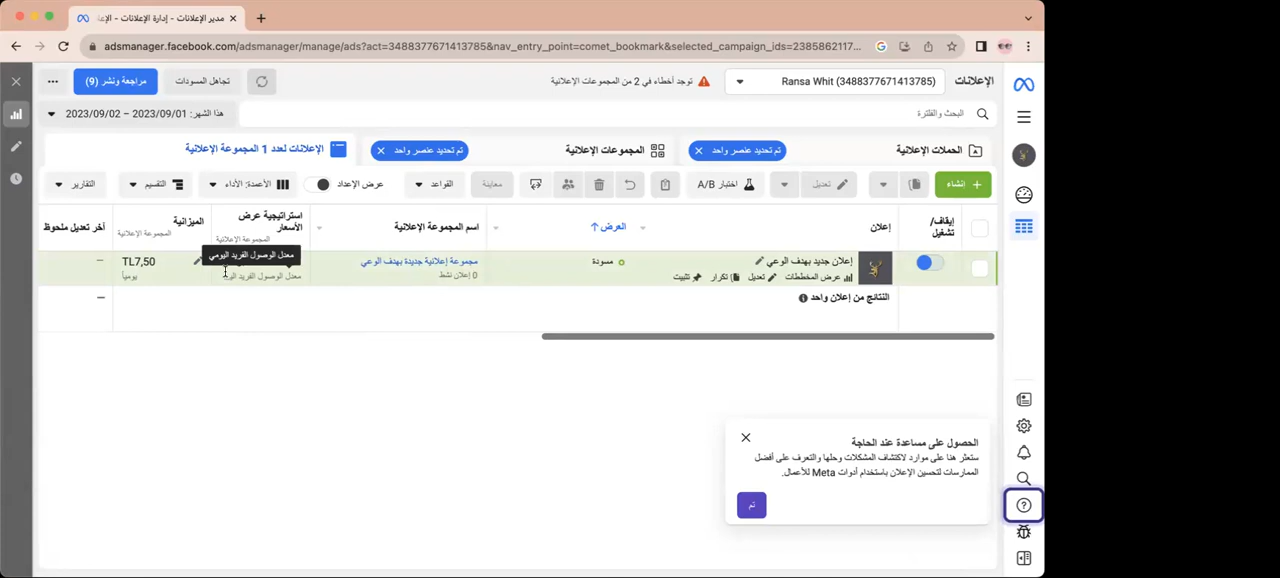 مدير الإعلانات - إدارة الإعلانات - الإعا
adsmanager.facebook.com/adsmanager/manage/ads?act=3488377671413785&nav_entry_point=comet_bookmark&selected_campaign_ids=2385862117...
الإعلانات
Ransa Whit (3488377671413785)
توجد أخطاء في 2 من المجموعات الإعلانية
تجاهل المسودات
مراجعة ونشر (9)
البحث والفلترة
هذا الشهر: 2023/09/01 – 2023/09/02
الحملات الإعلانية
تم تحديد عنصر واحد
المجموعات الإعلانية
تم تحديد عنصر واحد
الإعلانات لعدد 1 المجموعة الإعلانية
+ إنشاء
تعديل
اختبار A/B
معاينة
القواعد
عرض الإعداد
الأعمدة: الأداء
التقسيم
التقارير
إيقاف/تشغيل
إعلان
العرض↑
اسم المجموعة الإعلانية
استراتيجية عرض الأسعار
المجموعة الإعلانية
الميزانية
المجموعة الإعلانية
آخر تعديل ملحوظ
معدل الوصول الفريد اليومي
إعلان جديد بهدف الوعي
عرض المخططات
تعديل
تكرار
تثبيت
مسودة
مجموعة إعلانية جديدة بهدف الوعي
0 إعلان نشط
معدل الوصول الفريد
TL7,50
يوميًا
–
النتائج من إعلان واحد
–
الحصول على مساعدة عند الحاجة
ستعثر هنا على موارد لاكتشاف المشكلات وحلها والتعرف على أفضل
الممارسات لتحسين الإعلان باستخدام أدوات Meta للأعمال.
تم